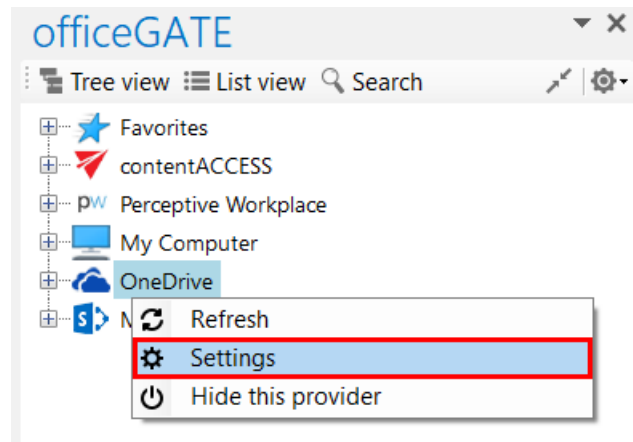 officeGATE
Tree view List view Search
Favorites
contentACCESS
pw Perceptive Workplace
My Computer
OneDrive
S
Refresh
Settings
Hide this provider